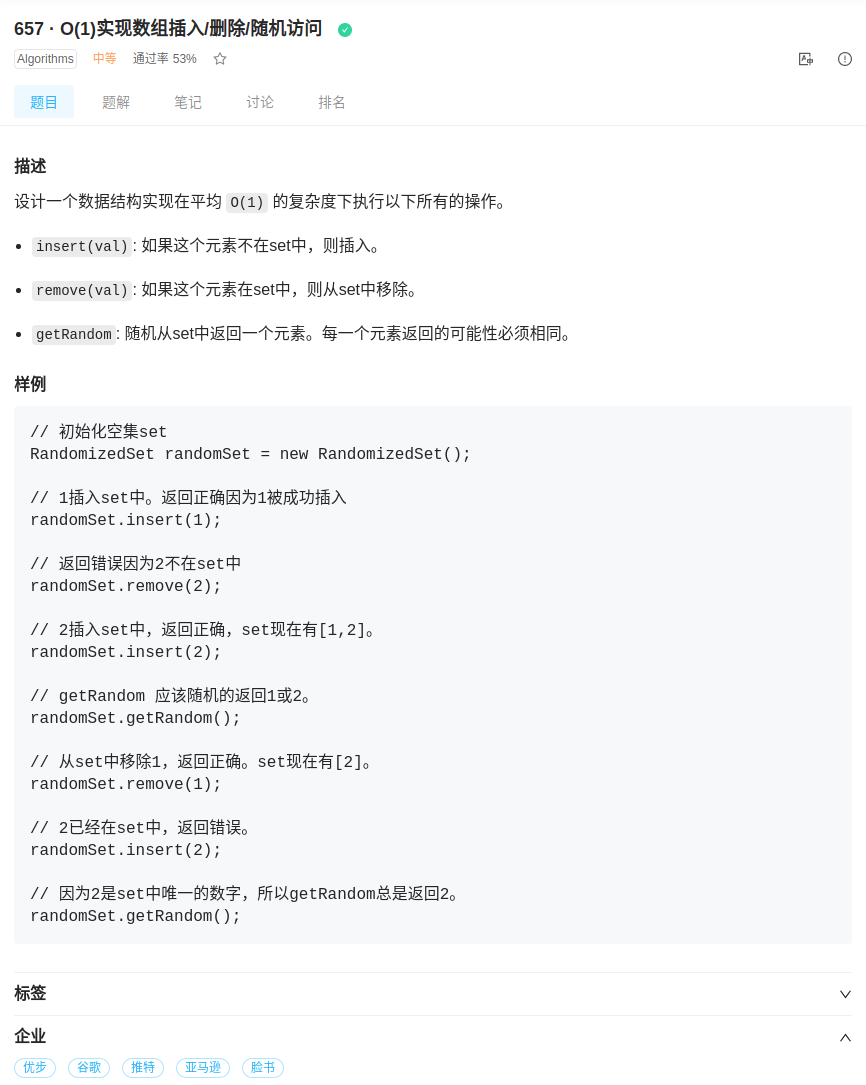 657 · O(1)实现数组插入/删除/随机访问
Algorithms 中等 通过率 53%
题目 题解 笔记 讨论 排名
描述
设计一个数据结构实现在平均 O(1) 的复杂度下执行以下所有的操作。
insert(val): 如果这个元素不在set中，则插入。
remove(val): 如果这个元素在set中，则从set中移除。
getRandom: 随机从set中返回一个元素。每一个元素返回的可能性必须相同。
样例
// 初始化空集set
RandomizedSet randomSet = new RandomizedSet();
// 1插入set中。返回正确因为1被成功插入
randomSet.insert(1);
// 返回错误因为2不在set中
randomSet.remove(2);
// 2插入set中，返回正确，set现在有[1,2]。
randomSet.insert(2);
// getRandom 应该随机的返回1或2。
randomSet.getRandom();
// 从set中移除1，返回正确。set现在有[2]。
randomSet.remove(1);
// 2已经在set中，返回错误。
randomSet.insert(2);
// 因为2是set中唯一的数字，所以getRandom总是返回2。
randomSet.getRandom();
标签
企业
优步 谷歌 推特 亚马逊 脸书